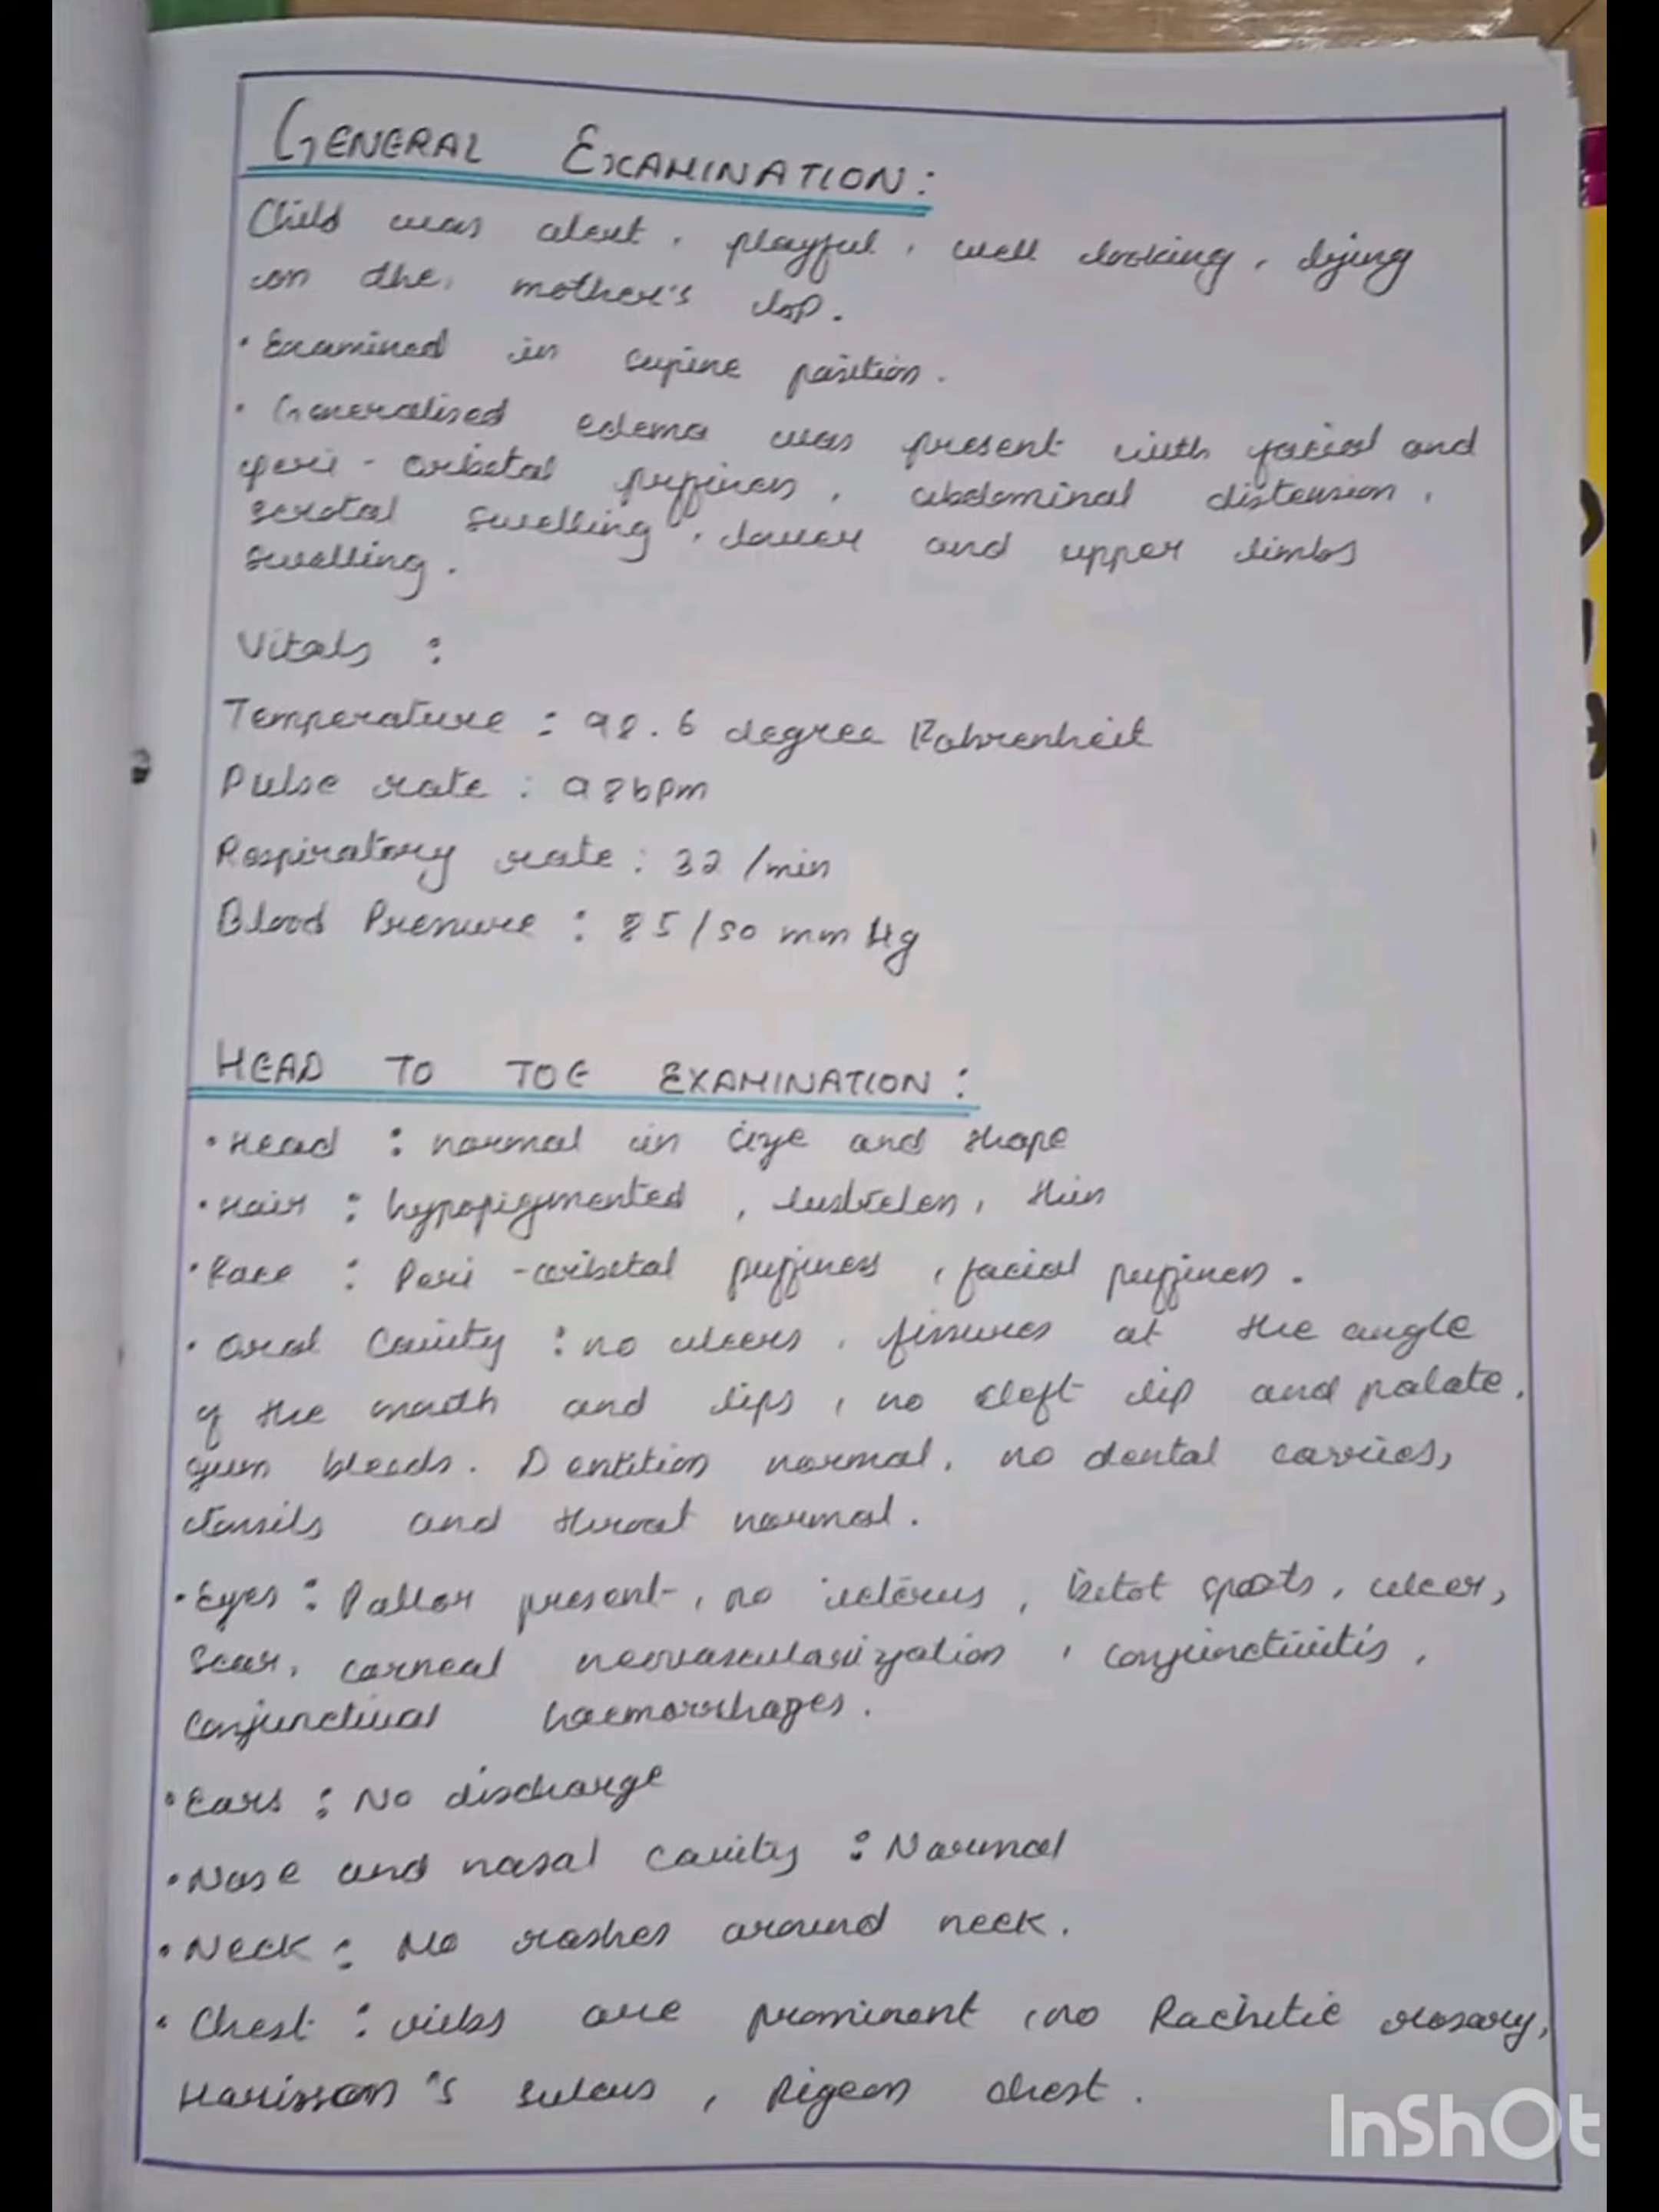 GENERAL EXAMINATION:
Child was alert, playful, well looking, lying
on the mother's lap.
• Examined in supine position.
• Generalised edema was present with facial and
peri-orbital puffiness, abdominal distension,
scrotal swelling, lower and upper limbs
swelling.
Vitals :
Temperature : 98.6 degree Fahrenheit
Pulse rate : 98bpm
Respiratory rate : 32 /min
Blood Pressure : 85/50 mm Hg
HEAD TO TOE EXAMINATION:
• Head : normal in size and shape
• Hair : hypopigmented, lustreless, thin
• Face : Peri-orbital puffiness, facial puffiness.
• Oral Cavity : no ulcers, fissures at the angle
of the mouth and lips, no cleft lip and palate,
gum bleeds. Dentition normal, no dental carries,
tonsils and throat normal.
• Eyes : Pallor present, no icterus, bitot spots, ulcer,
scar, corneal neovascularization, conjunctivitis,
conjunctival haemorrhages.
• Ears : No discharge
• Nose and nasal cavity : Normal
• Neck : No rashes around neck.
• Chest : ribs are prominent, no Rachitic rosary,
Harisson's sulcus, Pigeon chest.
InShOt